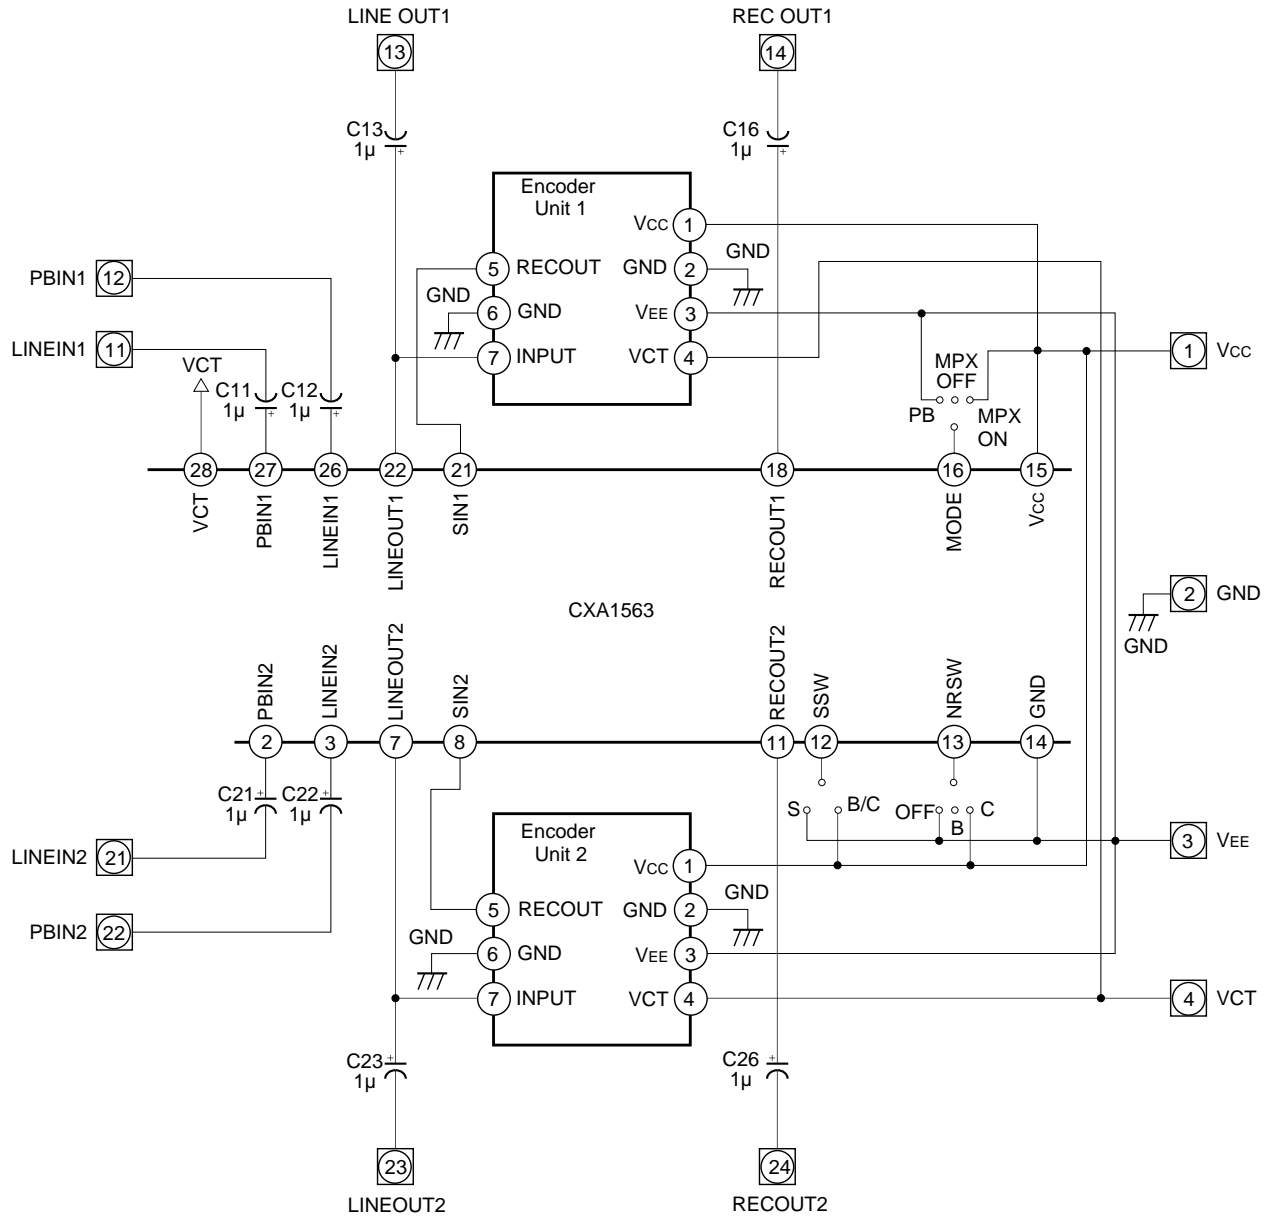 LINE OUT1
REC OUT1
13
14
C13
1µ
+
C16
1µ
+
Encoder
Unit 1
VCC
1
GND
RECOUT
5
GND
2
PBIN1
12
GND
GND
6
VEE
3
LINEIN1
11
INPUT
7
VCT
4
1
VCC
VCT
C11
1µ
+
C12
1µ
+
MPX
OFF
PB
MPX
ON
28
27
26
22
21
18
16
15
VCT
PBIN1
LINEIN1
LINEOUT1
SIN1
RECOUT1
MODE
VCC
CXA1563
2
GND
GND
PBIN2
LINEIN2
LINEOUT2
SIN2
RECOUT2
SSW
NRSW
GND
2
3
7
8
11
12
13
14
C21
1µ
+
C22
1µ
+
S
B/C
OFF
B
C
3
VEE
Encoder
Unit 2
LINEIN2
21
VCC
1
GND
RECOUT
5
GND
2
PBIN2
22
GND
GND
6
VEE
3
INPUT
7
VCT
4
4
VCT
C23
1µ
+
C26
1µ
+
23
24
LINEOUT2
RECOUT2